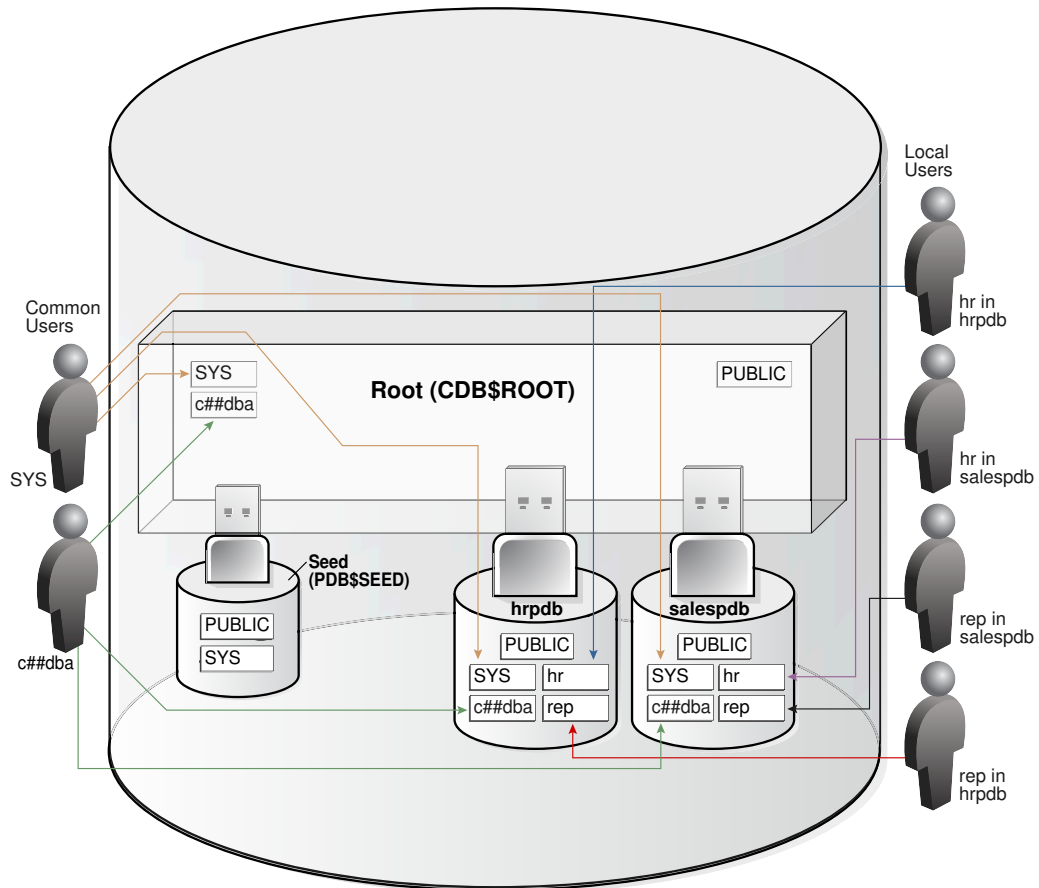 Local
Users
hr in
hrpdb
Common
Users
SYS
c##dba
Root (CDB$ROOT)
PUBLIC
SYS
hr in
salespdb
c##dba
Seed
(PDB$SEED)
PUBLIC
SYS
hrpdb
PUBLIC
SYS
hr
c##dba
rep
salespdb
PUBLIC
SYS
hr
c##dba
rep
rep in
salespdb
rep in
hrpdb